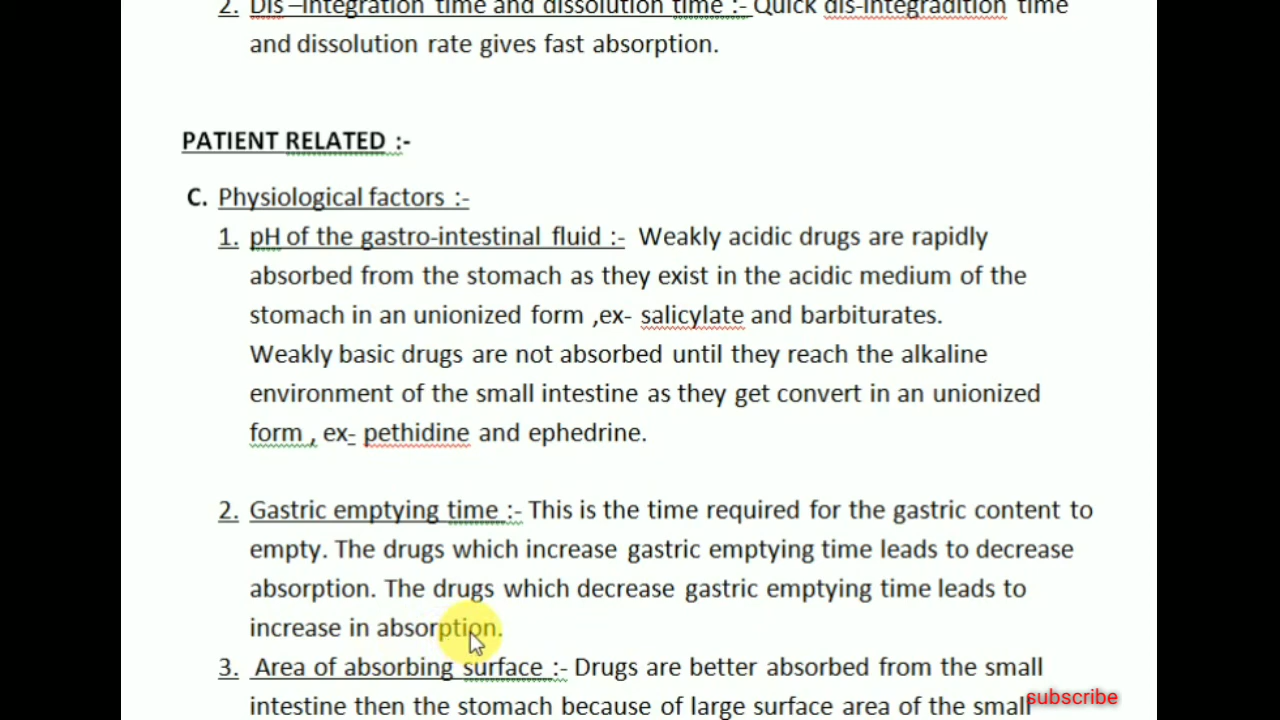 2. Dis –integration time and dissolution time :- Quick dis-integradition time
and dissolution rate gives fast absorption.
PATIENT RELATED :-
C. Physiological factors :-
1. pH of the gastro-intestinal fluid :- Weakly acidic drugs are rapidly
absorbed from the stomach as they exist in the acidic medium of the
stomach in an unionized form ,ex- salicylate and barbiturates.
Weakly basic drugs are not absorbed until they reach the alkaline
environment of the small intestine as they get convert in an unionized
form , ex- pethidine and ephedrine.
2. Gastric emptying time :- This is the time required for the gastric content to
empty. The drugs which increase gastric emptying time leads to decrease
absorption. The drugs which decrease gastric emptying time leads to
increase in absorption.
3. Area of absorbing surface :- Drugs are better absorbed from the small
intestine then the stomach because of large surface area of the small
subscribe